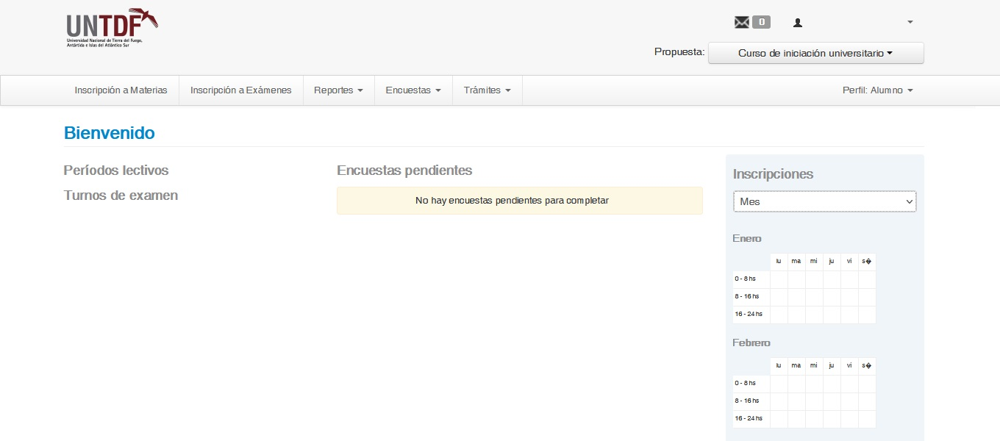 UNTDF
Universidad Nacional de Tierra del Fuego,
Antártida e Islas del Atlántico Sur
0
Propuesta: Curso de iniciación universitario
Inscripción a Materias Inscripción a Exámenes Reportes Encuestas Trámites Perfil: Alumno
Bienvenido
Períodos lectivos
Turnos de examen
Encuestas pendientes
No hay encuestas pendientes para completar
Inscripciones
Mes
Enero
lu ma mi ju vi s�
0 - 8 hs
8 - 16 hs
16 - 24 hs
Febrero
lu ma mi ju vi s�
0 - 8 hs
8 - 16 hs
16 - 24 hs